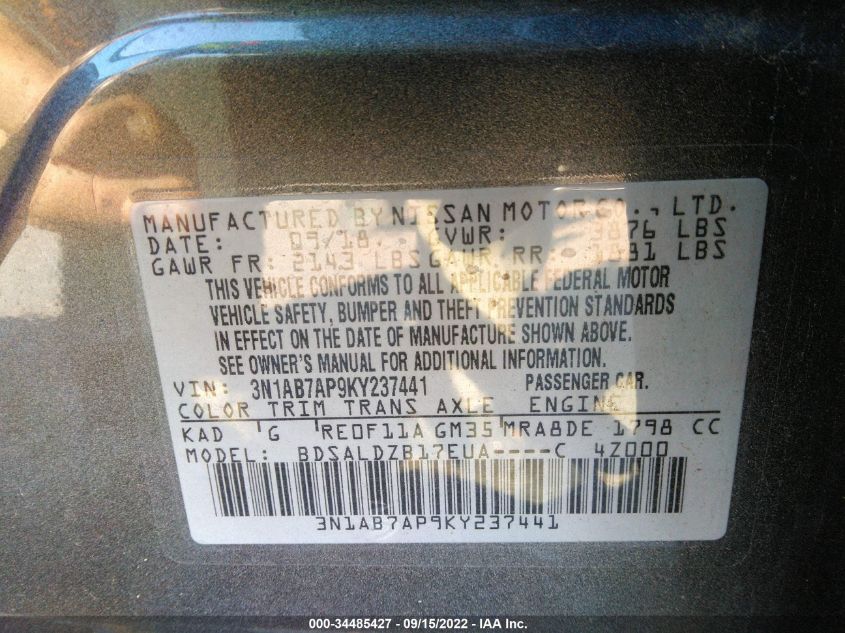 MANUFACTURED BY NISSAN MOTOR CO., LTD.
DATE: 09/18 GVWR: 3876 LBS
GAWR FR: 2143 LBS GAWR RR: LBS
THIS VEHICLE CONFORMS TO ALL APPLICABLE FEDERAL MOTOR
VEHICLE SAFETY, BUMPER AND THEFT PREVENTION STANDARDS
IN EFFECT ON THE DATE OF MANUFACTURE SHOWN ABOVE.
SEE OWNER'S MANUAL FOR ADDITIONAL INFORMATION.
VIN: 3N1AB7AP9KY237441 PASSENGER CAR.
COLOR TRIM TRANS AXLE ENGINE
KAD G RE0F11A GM35 MRA8DE 1798 CC
MODEL: BDSALDZB17EUA----C 4Z000
3N1AB7AP9KY237441
000-34485427 - 09/15/2022 - IAA Inc.